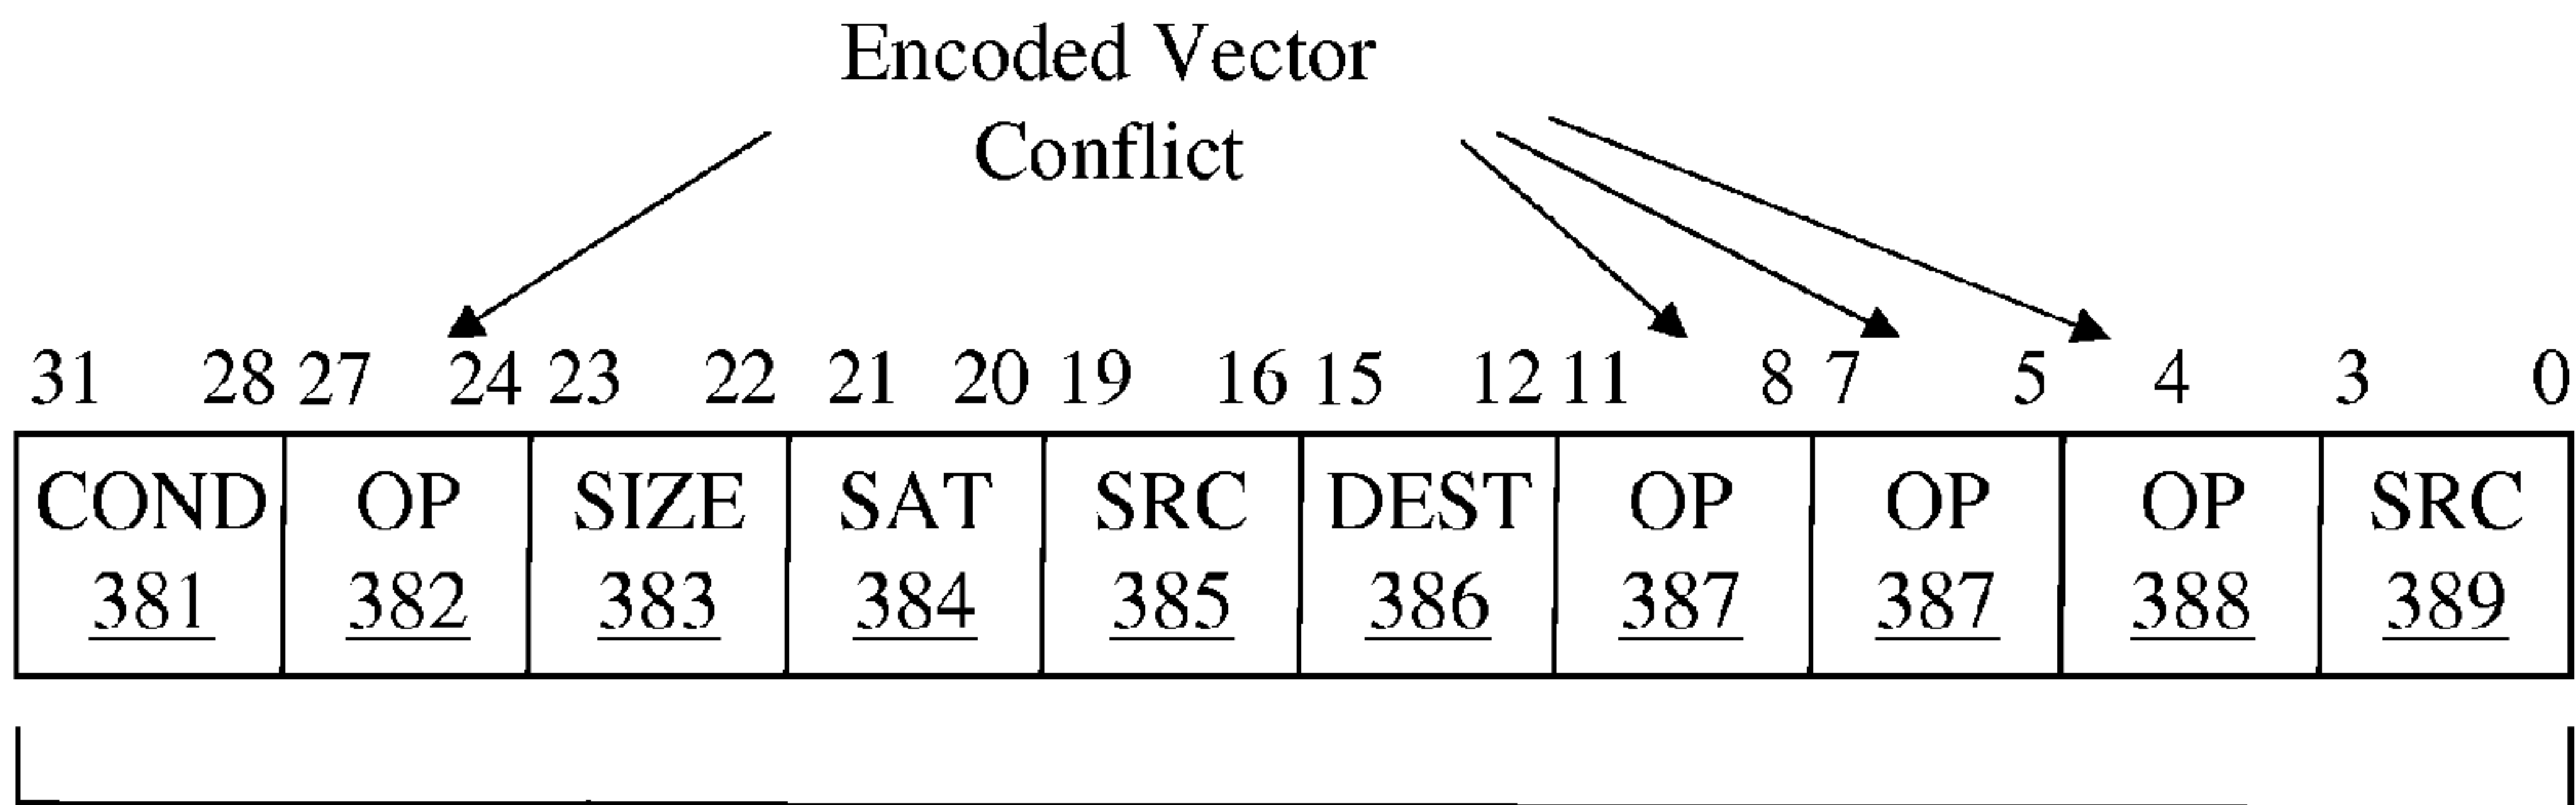 Encoded Vector
Conflict
31 28 27 24 23 22 21 20 19 16 15 12 11 8 7 5 4 3 0
COND OP SIZE SAT SRC DEST OP OP OP SRC
381 382 383 384 385 386 387 387 388 389